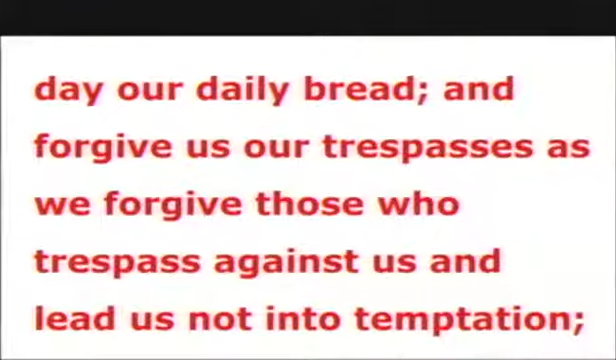 day our daily bread; and
forgive us our trespasses as
we forgive those who
trespass against us and
lead us not into temptation;